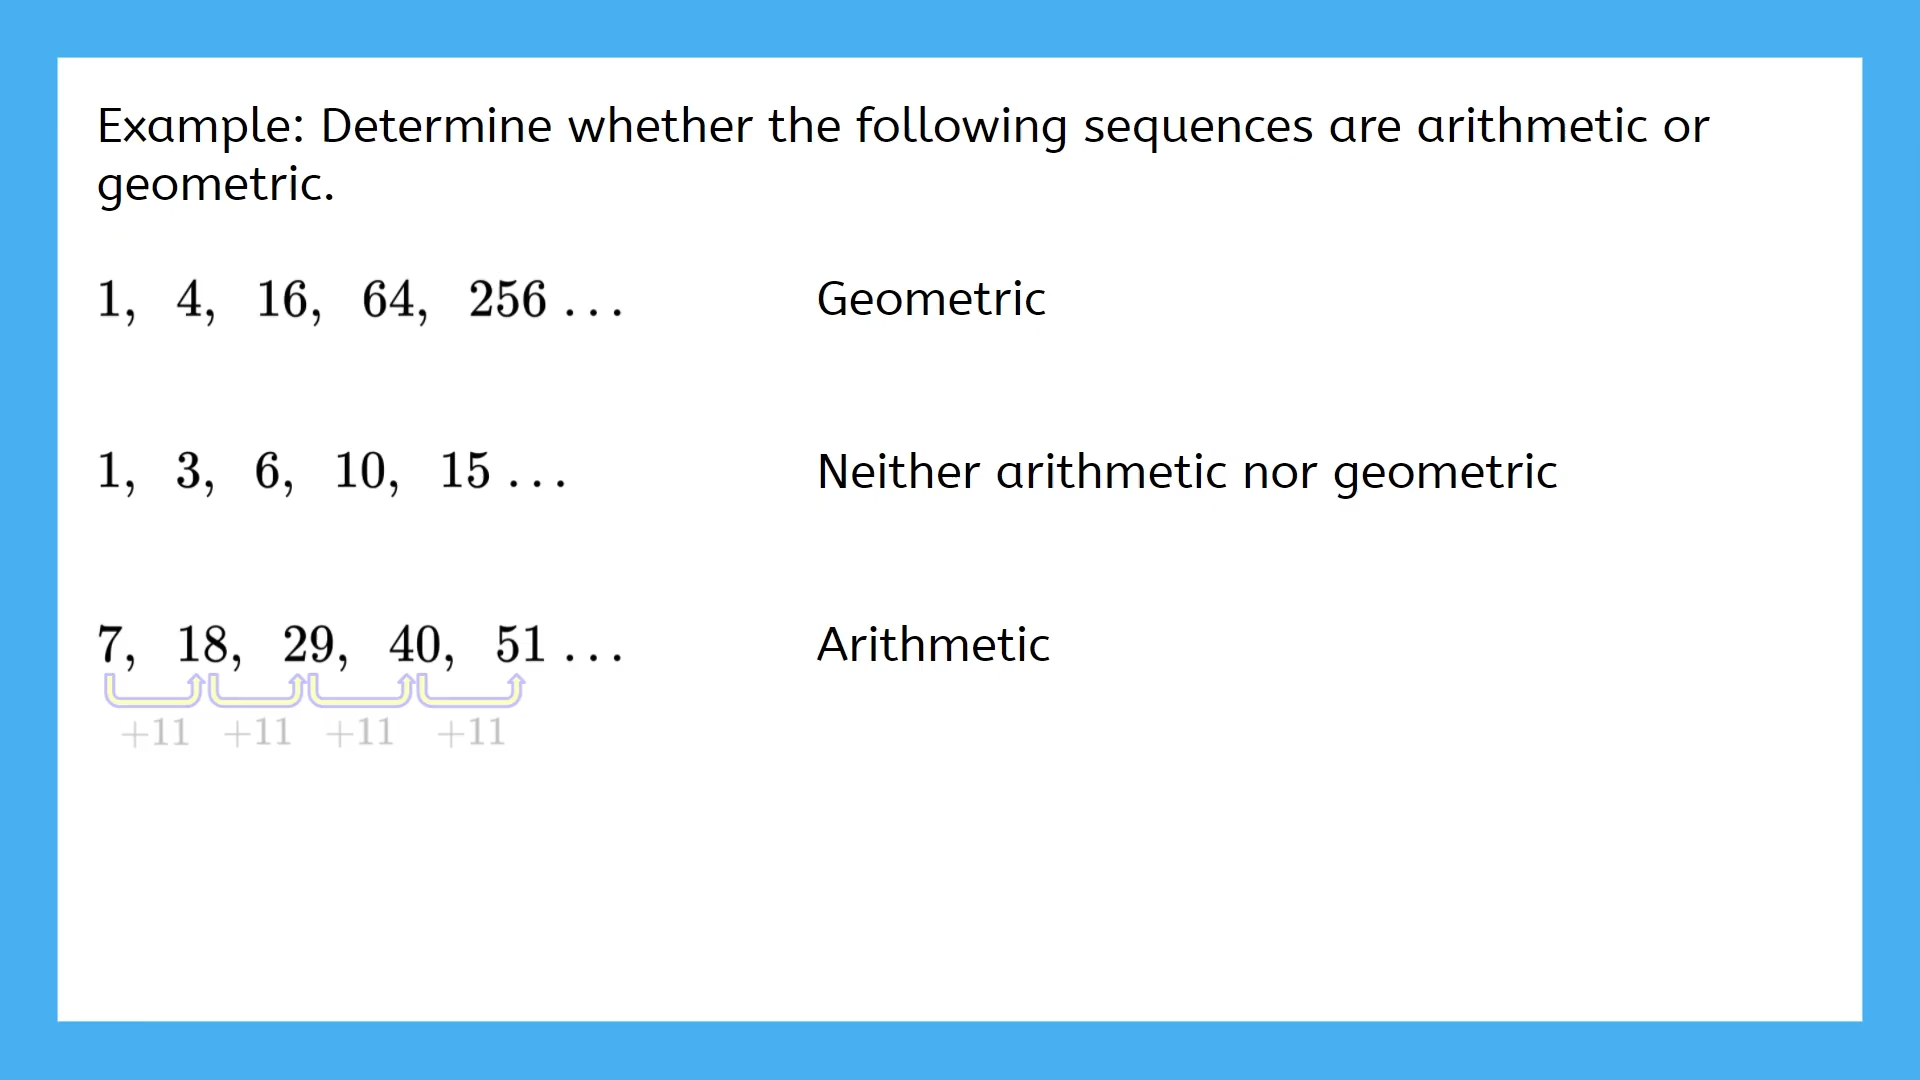 Example: Determine whether the following sequences are arithmetic or
geometric.
1, 4, 16, 64, 256 ... Geometric
1, 3, 6, 10, 15 ... Neither arithmetic nor geometric
7, 18, 29, 40, 51 ... Arithmetic
+11 +11 +11 +11